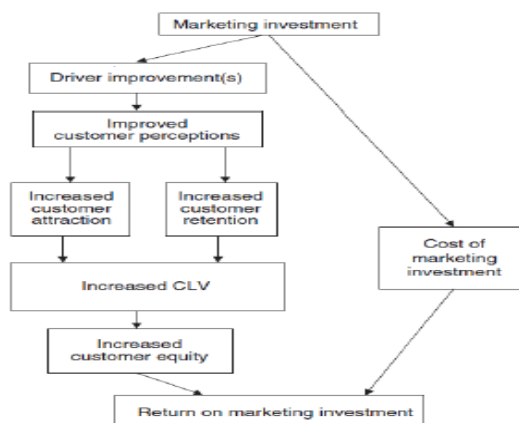 Marketing investment
Driver improvement(s)
Improved
customer perceptions
Increased
customer
attraction
Increased
customer
retention
Cost of
marketing
investment
Increased CLV
Increased
customer equity
Return on marketing investment